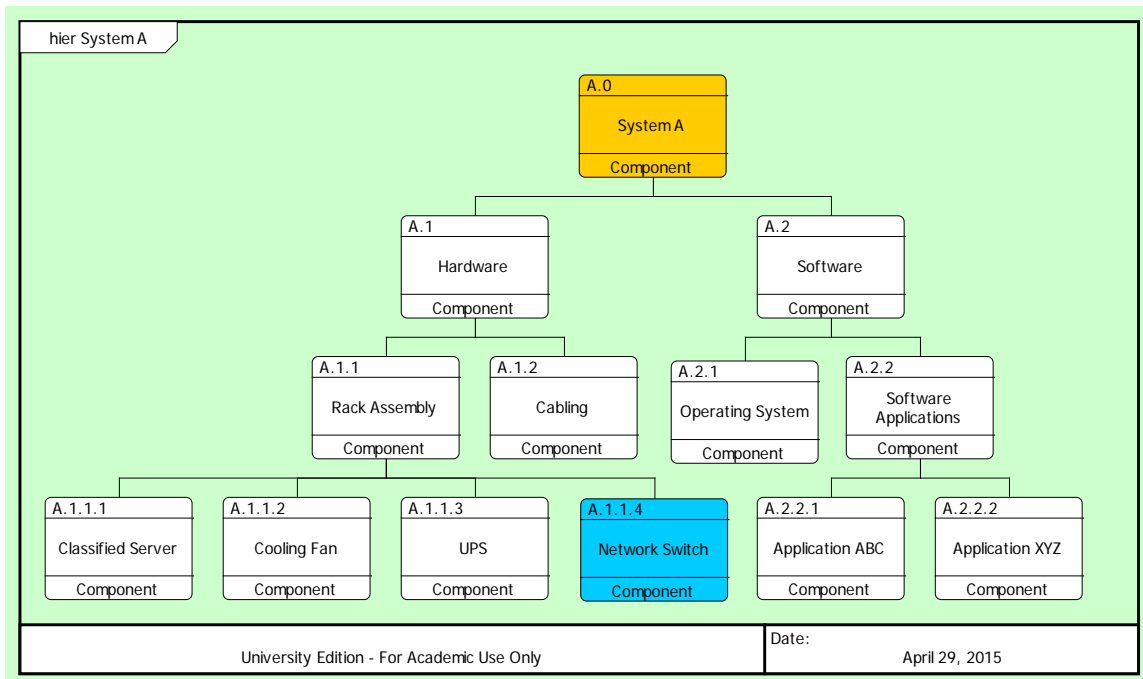 hier System A
A.0
System A
Component
A.1
Hardware
Component
A.2
Software
Component
A.1.1
Rack Assembly
Component
A.1.2
Cabling
Component
A.2.1
Operating System
Component
A.2.2
Software
Applications
Component
A.1.1.1
Classified Server
Component
A.1.1.2
Cooling Fan
Component
A.1.1.3
UPS
Component
A.1.1.4
Network Switch
Component
A.2.2.1
Application ABC
Component
A.2.2.2
Application XYZ
Component
University Edition - For Academic Use Only
Date:
April 29, 2015